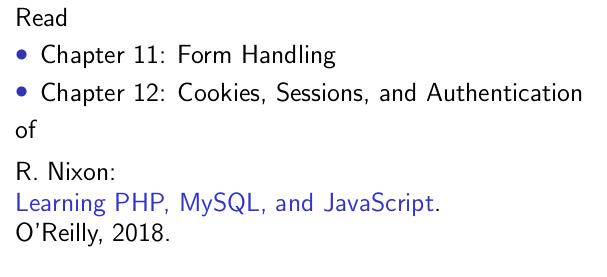 Read
• Chapter 11: Form Handling
• Chapter 12: Cookies, Sessions, and Authentication
of
R. Nixon:
Learning PHP, MySQL, and JavaScript.
O'Reilly, 2018.